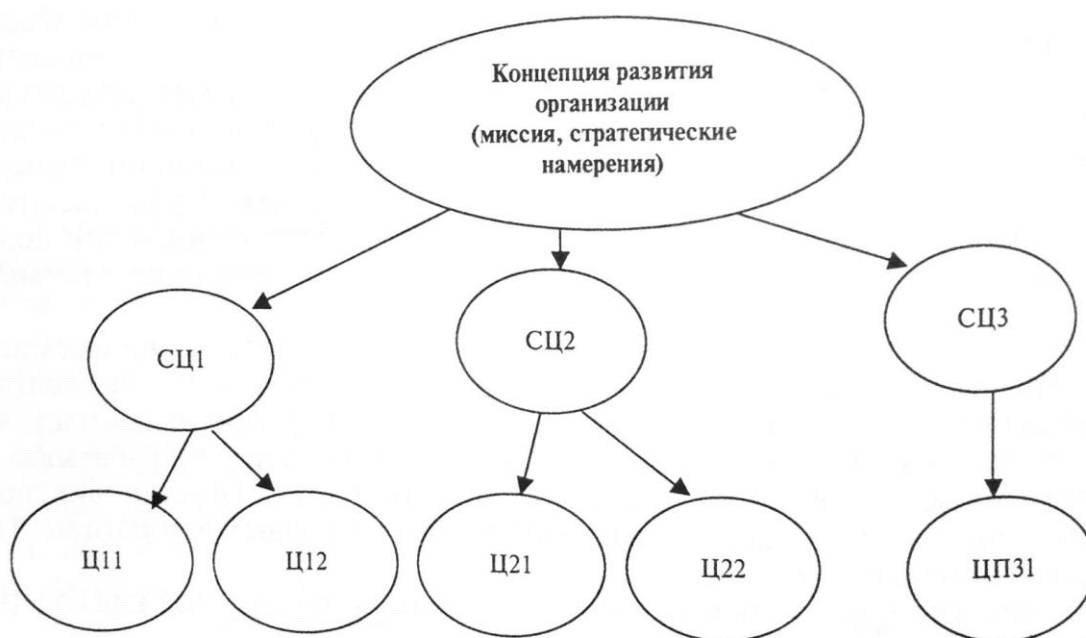 Концепция развития
организации
(миссия, стратегические
намерения)
СЦ1
СЦ2
СЦ3
Ц11
Ц12
Ц21
Ц22
ЦП31